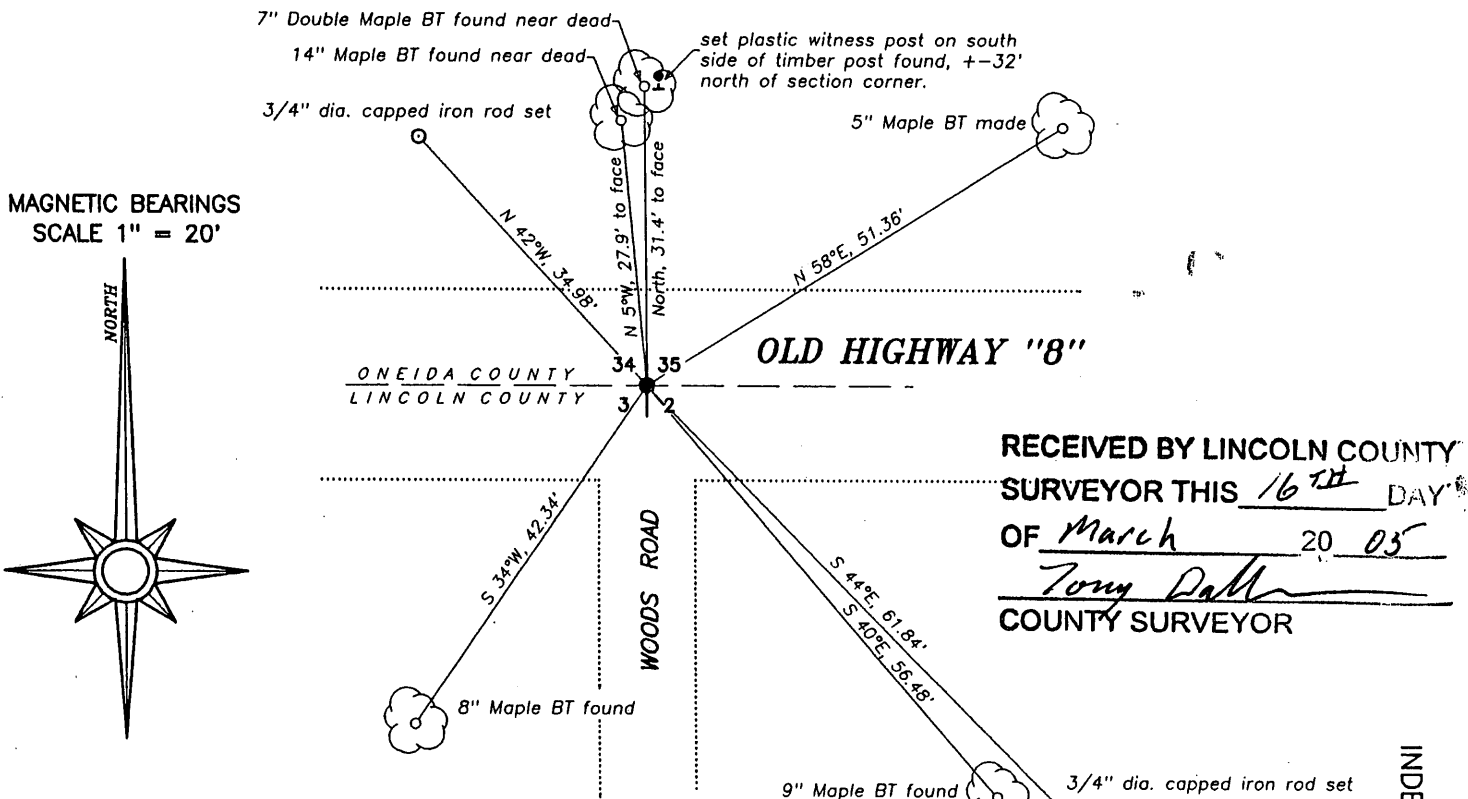 7" Double Maple BT found near dead
14" Maple BT found near dead
set plastic witness post on south
side of timber post found, +-32'
north of section corner.
3/4" dia. capped iron rod set
5" Maple BT made
MAGNETIC BEARINGS
SCALE 1" = 20'
NORTH
N 42°W, 34.98'
N 5°W, 27.9' to face
North, 31.4' to face
N 58°E, 51.36'
OLD HIGHWAY "8"
34 35
ONEIDA COUNTY
LINCOLN COUNTY
3 2
RECEIVED BY LINCOLN COUNTY
SURVEYOR THIS 16TH DAY
OF March 20 05
Tony Dall
COUNTY SURVEYOR
S 34°W, 42.34'
WOODS ROAD
S 44°E, 61.84'
S 40°E, 56.48'
8" Maple BT found
9" Maple BT found
3/4" dia. capped iron rod set
INDE